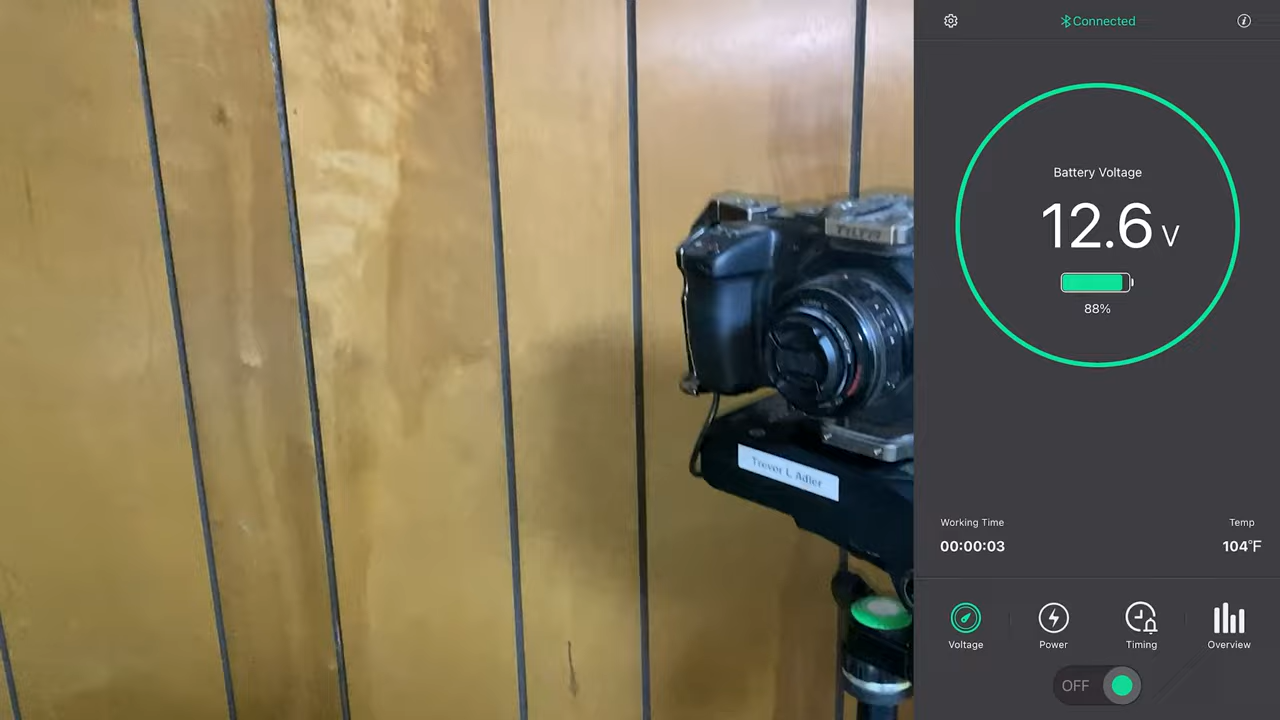 TILTA
Trevor L Adler
Connected
Battery Voltage
12.6 V
88%
Working Time
Temp
00:00:03
104°F
Voltage
Power
Timing
Overview
OFF